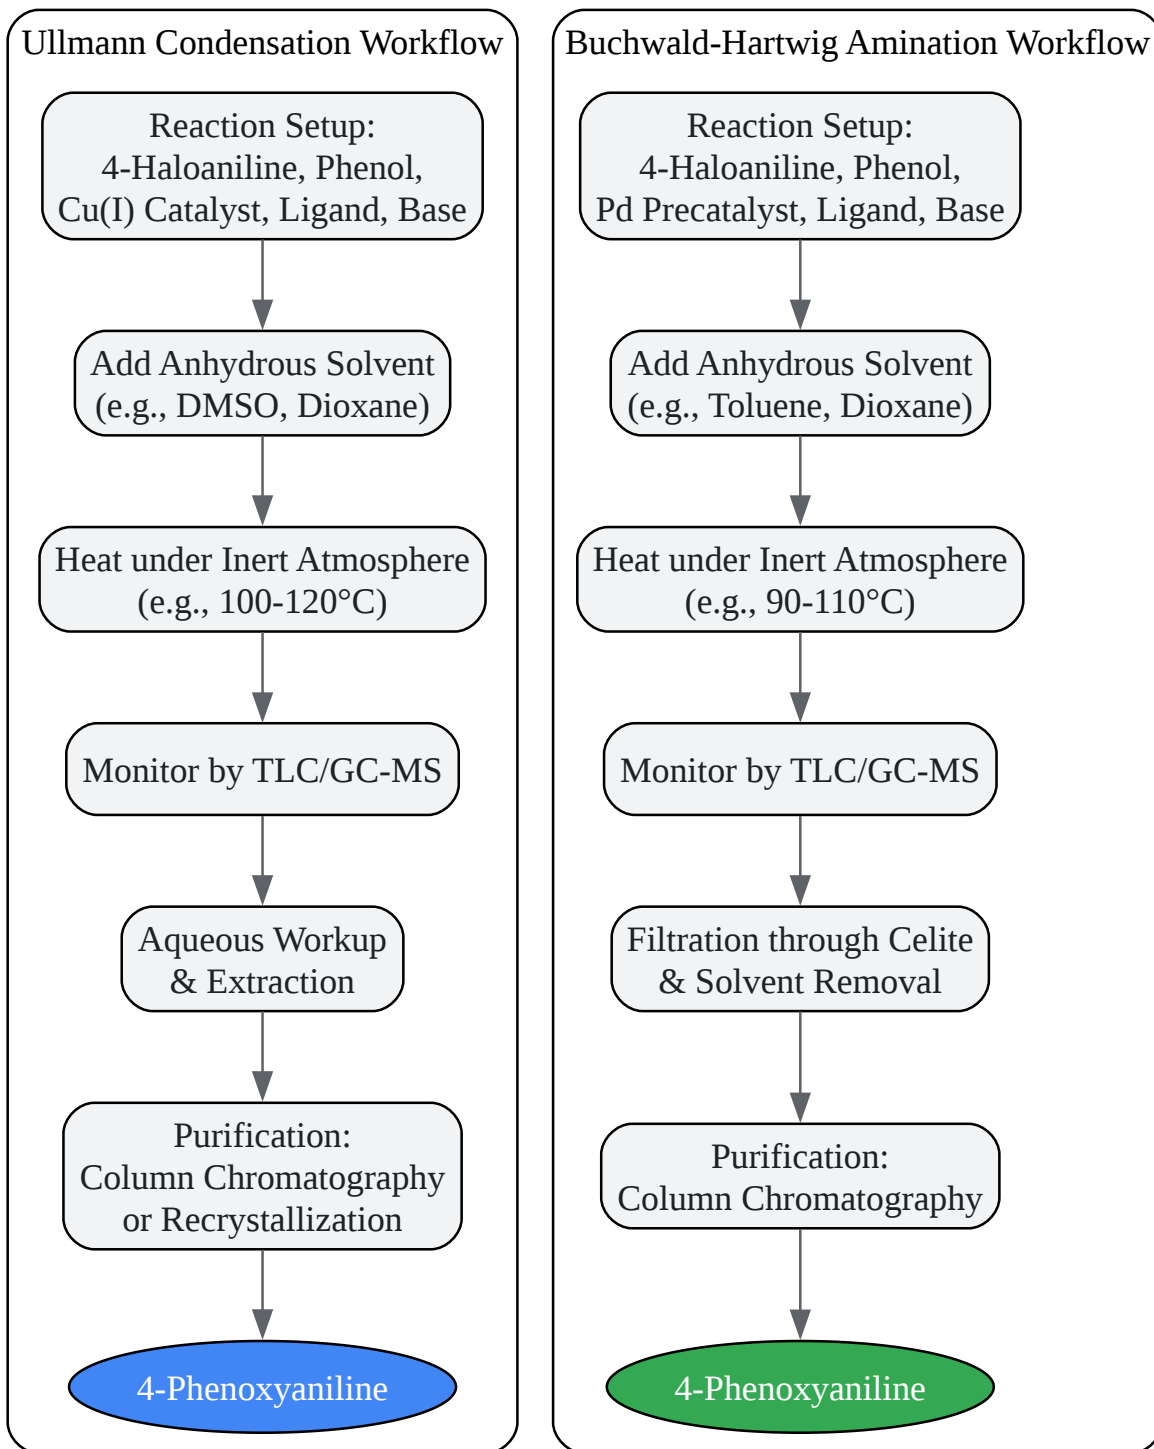 Ullmann Condensation Workflow
Reaction Setup:
4-Haloaniline, Phenol,
Cu(I) Catalyst, Ligand, Base
Add Anhydrous Solvent
(e.g., DMSO, Dioxane)
Heat under Inert Atmosphere
(e.g., 100-120°C)
Monitor by TLC/GC-MS
Aqueous Workup
& Extraction
Purification:
Column Chromatography
or Recrystallization
4-Phenoxyaniline
Buchwald-Hartwig Amination Workflow
Reaction Setup:
4-Haloaniline, Phenol,
Pd Precatalyst, Ligand, Base
Add Anhydrous Solvent
(e.g., Toluene, Dioxane)
Heat under Inert Atmosphere
(e.g., 90-110°C)
Monitor by TLC/GC-MS
Filtration through Celite
& Solvent Removal
Purification:
Column Chromatography
4-Phenoxyaniline